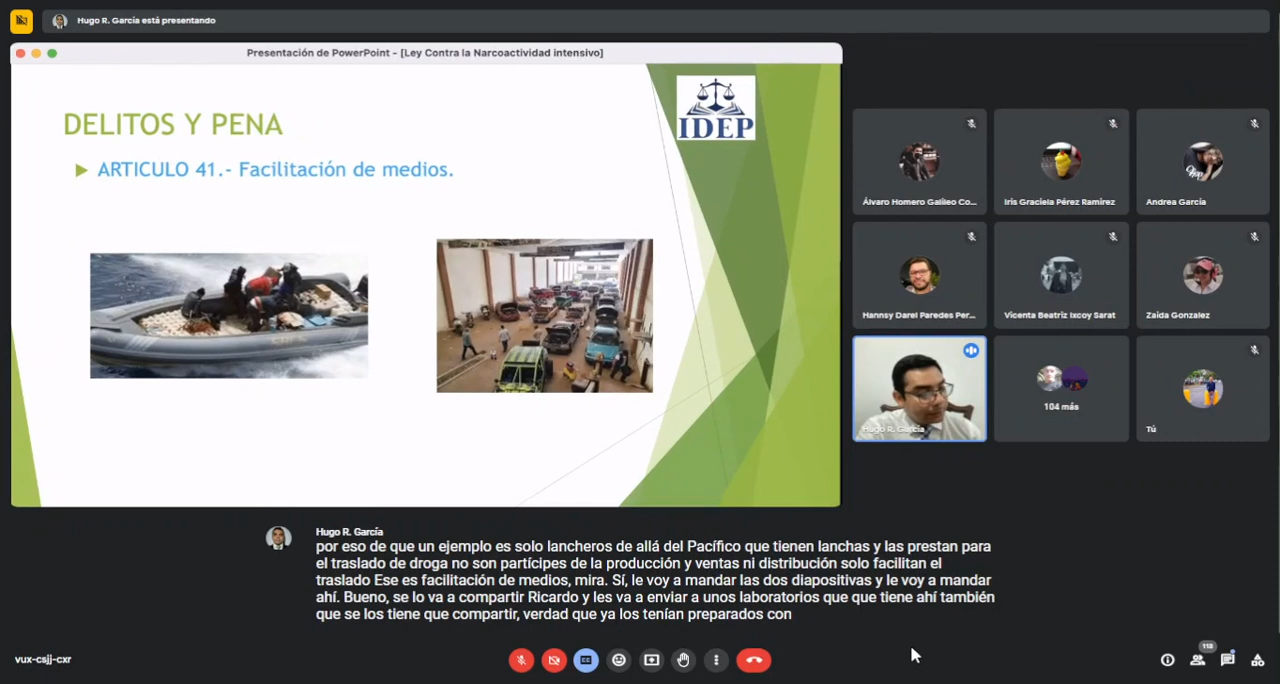 Hugo R. García está presentando
Presentación de PowerPoint - [Ley Contra la Narcoactividad intensivo]
DELITOS Y PENA
ARTICULO 41.- Facilitación de medios.
IDEP
Álvaro Homero Galileo Co...
Iris Graciela Pérez Ramírez
Andrea García
Hannsy Darel Paredes Per...
Vicenta Beatriz Ixcoy Sarat
Zaida Gonzalez
Hugo R. García
104 más
Tú
Hugo R. García
por eso de que un ejemplo es solo lancheros de allá del Pacífico que tienen lanchas y las prestan para
el traslado de droga no son partícipes de la producción y ventas ni distribución solo facilitan el
traslado Ese es facilitación de medios, mira. Sí, le voy a mandar las dos diapositivas y le voy a mandar
ahí. Bueno, se lo va a compartir Ricardo y les va a enviar a unos laboratorios que que tiene ahí también
que se los tiene que compartir, verdad que ya los tenían preparados con
vux-csjj-cxr
CC
113